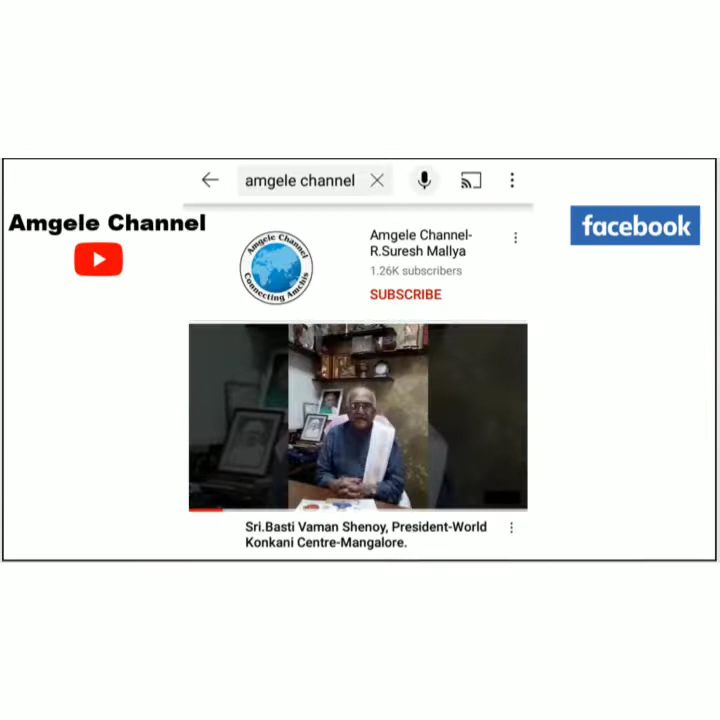 amgele channel
Amgele Channel
facebook
Amgele Channel
Connecting Amchis
Amgele Channel-
R.Suresh Mallya
1.26K subscribers
SUBSCRIBE
Sri.Basti Vaman Shenoy, President-World
Konkani Centre-Mangalore.